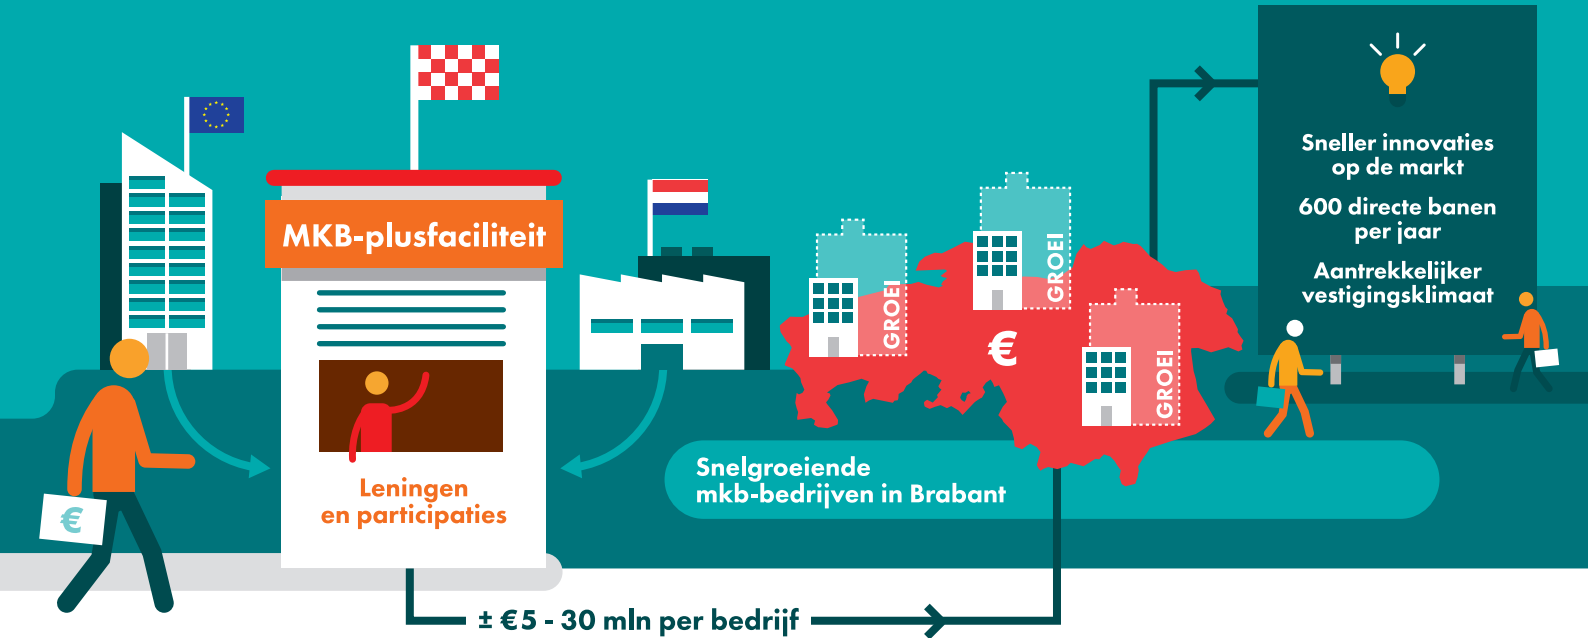 MKB-plusfaciliteit
Leningen
en participaties
€
± €5 - 30 mln per bedrijf
GROEI
GROEI
GROEI
€
Snelgroeiende
mkb-bedrijven in Brabant
Sneller innovaties
op de markt
600 directe banen
per jaar
Aantrekkelijker
vestigingsklimaat